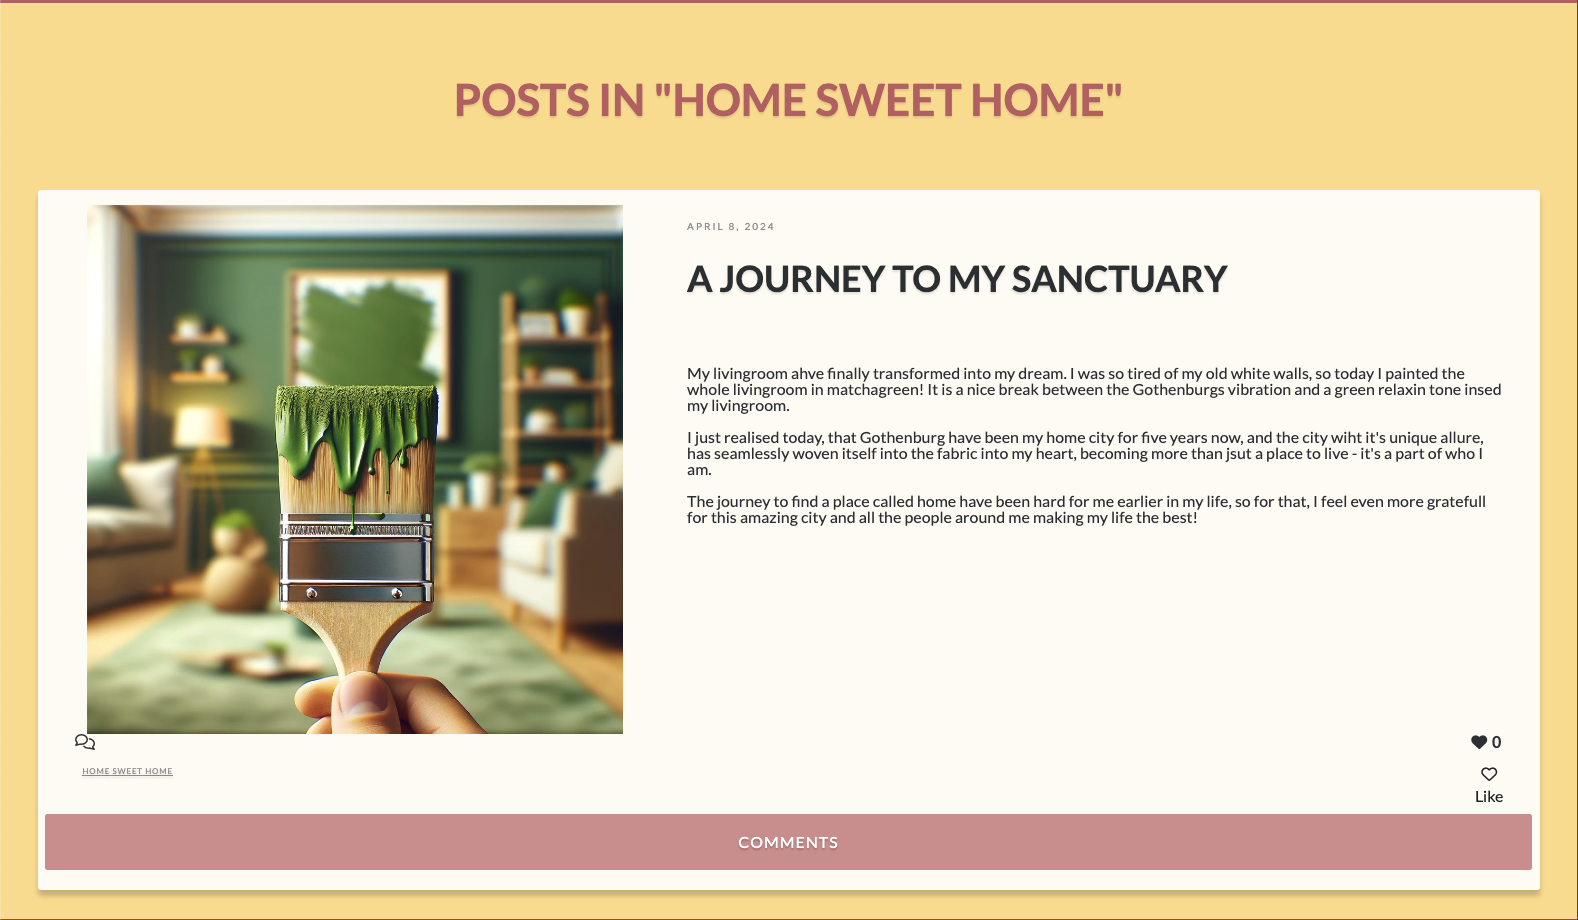 POSTS IN "HOME SWEET HOME"
APRIL 8, 2024
A JOURNEY TO MY SANCTUARY
My livingroom ahve finally transformed into my dream. I was so tired of my old white walls, so today I painted the
whole livingroom in matchagreen! It is a nice break between the Gothenburgs vibration and a green relaxin tone insed
my livingroom.
I just realised today, that Gothenburg have been my home city for five years now, and the city wiht it's unique allure,
has seamlessly woven itself into the fabric into my heart, becoming more than jsut a place to live - it's a part of who I
am.
The journey to find a place called home have been hard for me earlier in my life, so for that, I feel even more gratefull
for this amazing city and all the people around me making my life the best!
0
HOME SWEET HOME
Like
COMMENTS